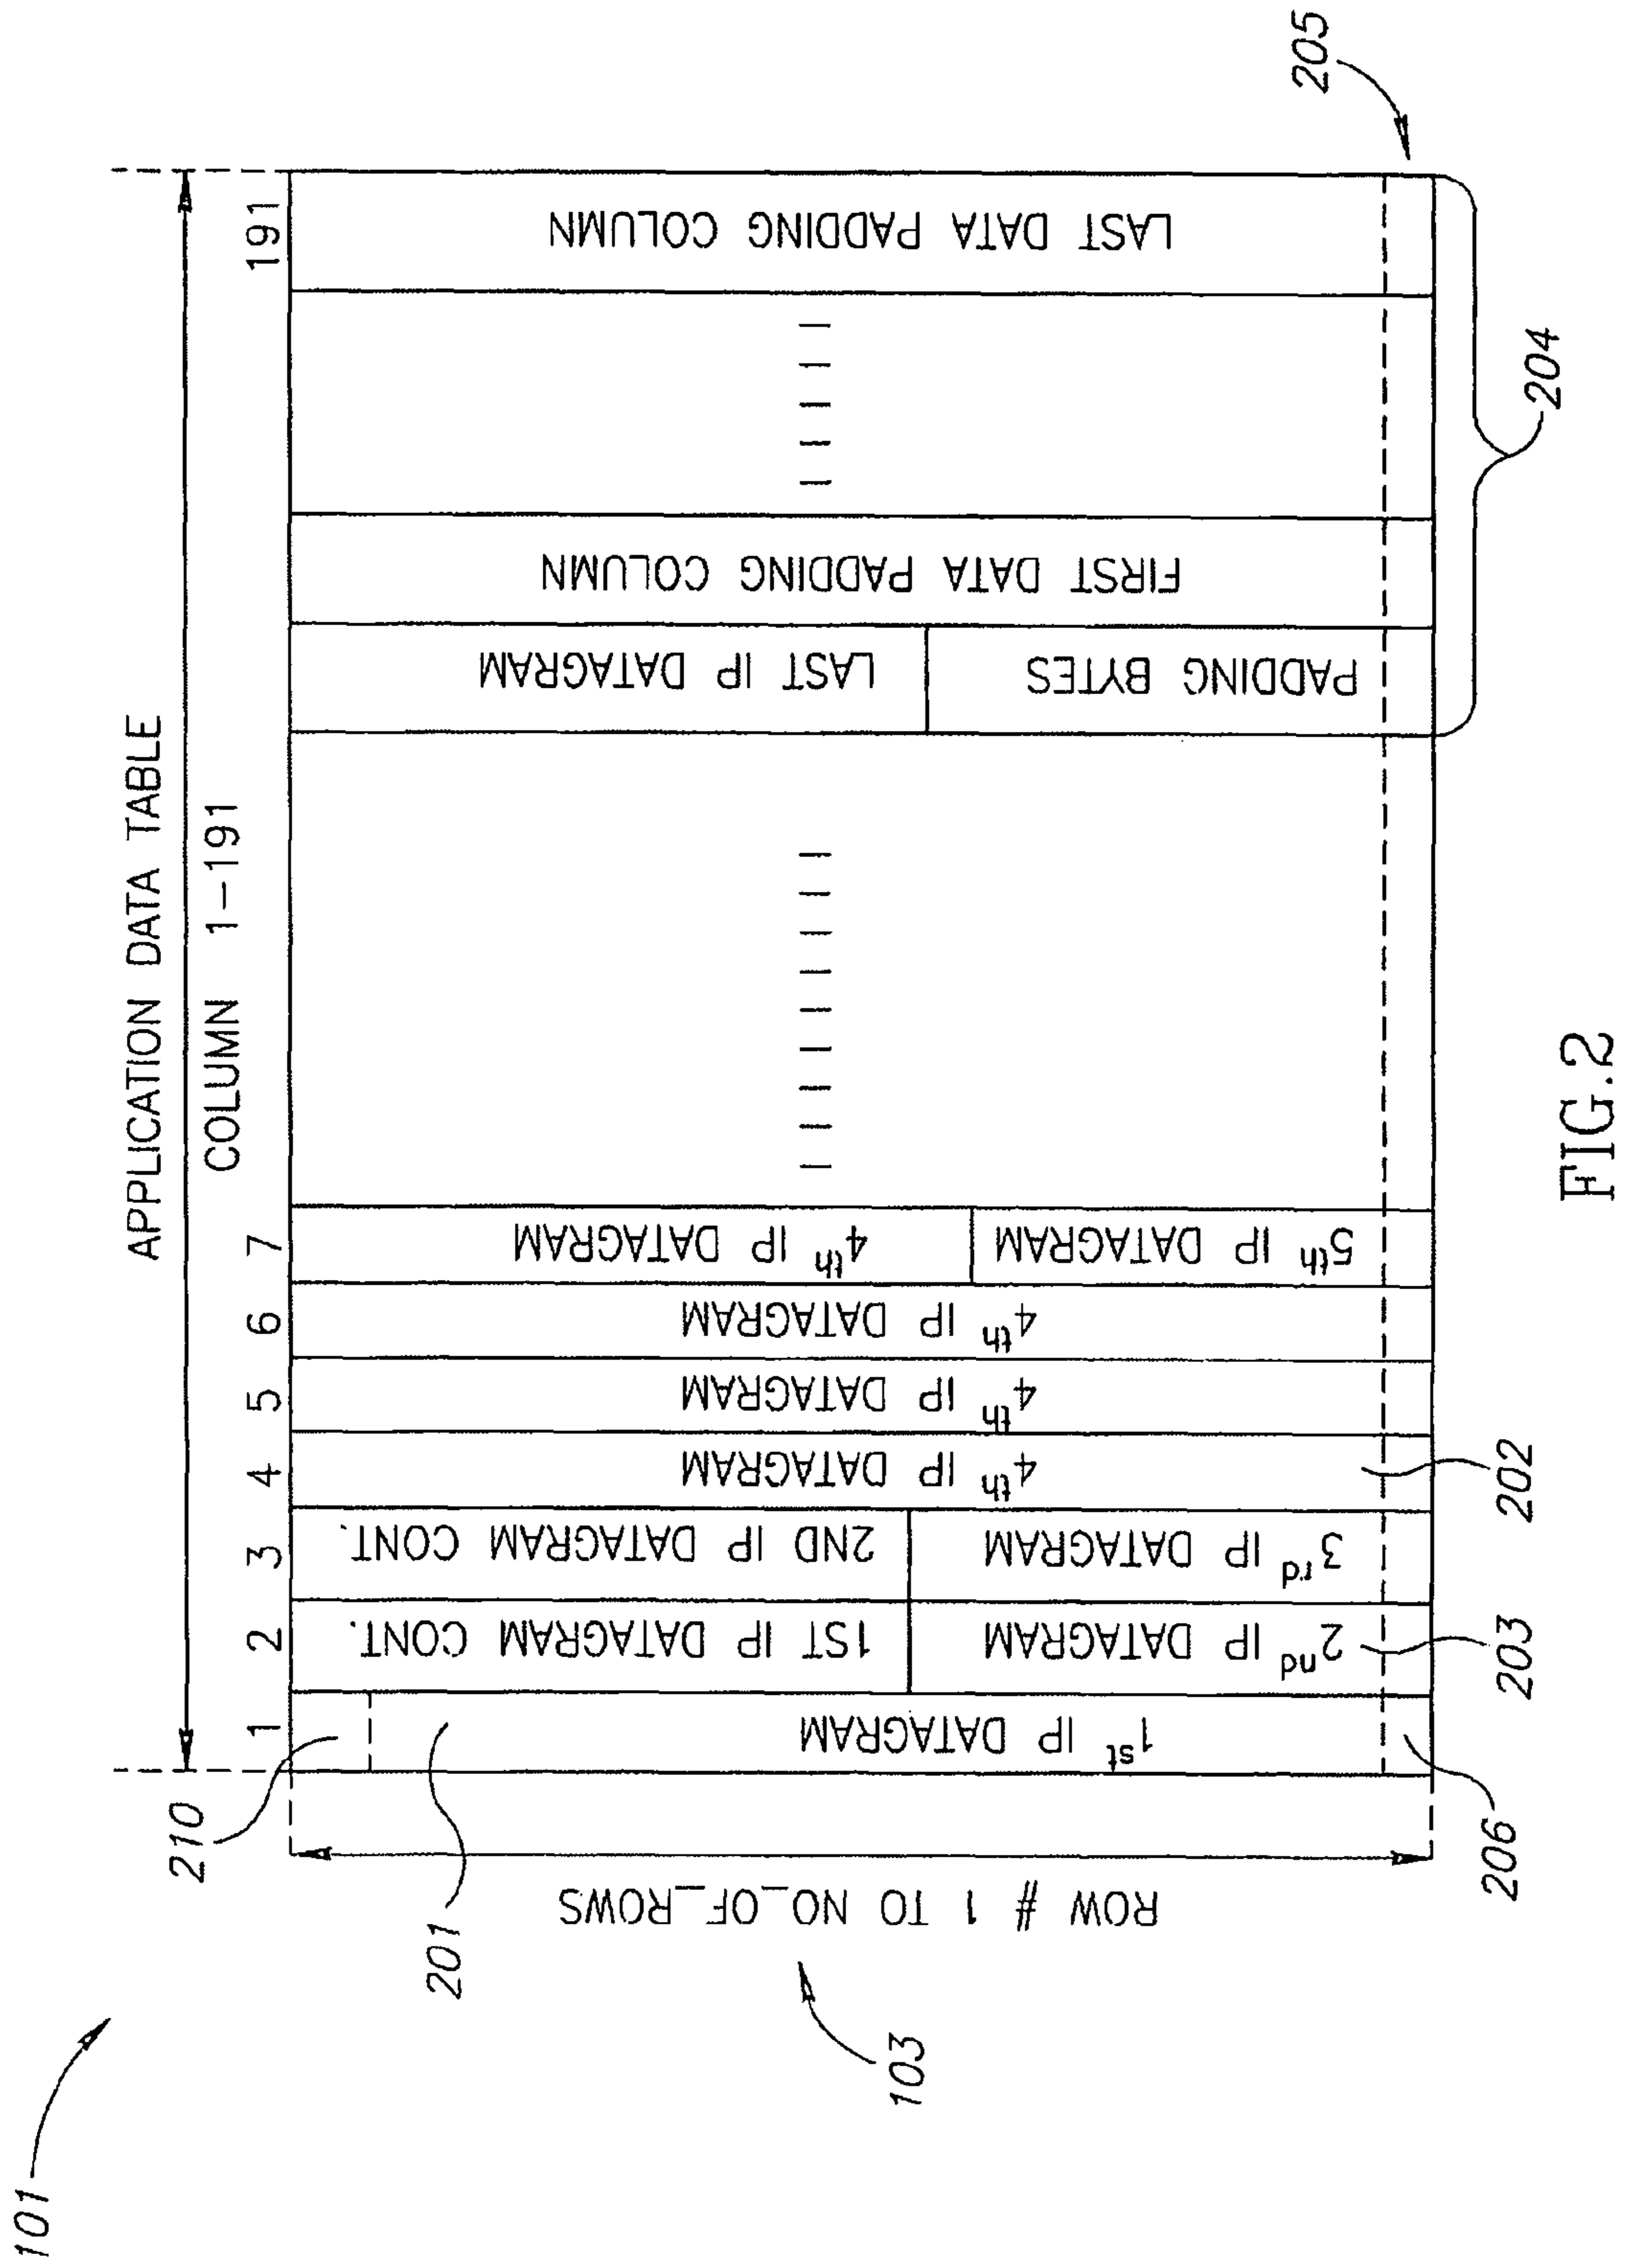 101
APPLICATION DATA TABLE
COLUMN 1-191
210
1
2
3
4
5
6
7
191
201
103
ROW # 1 TO NO_OF_ROWS
1st IP DATAGRAM
1ST IP DATAGRAM CONT.
2nd IP DATAGRAM
2ND IP DATAGRAM CONT.
3rd IP DATAGRAM
4th IP DATAGRAM
4th IP DATAGRAM
4th IP DATAGRAM
4th IP DATAGRAM
5th IP DATAGRAM
LAST IP DATAGRAM
PADDING BYTES
FIRST DATA PADDING COLUMN
LAST DATA PADDING COLUMN
206
203
202
204
205
FIG.2